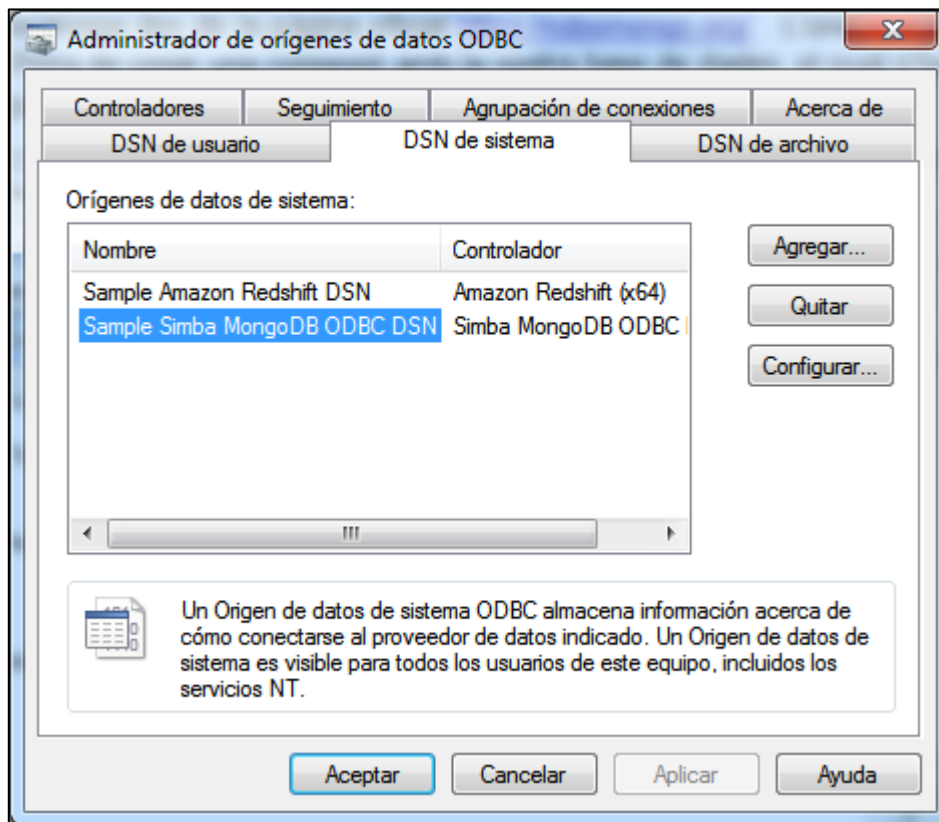 Administrador de orígenes de datos ODBC
Controladores Seguimiento Agrupación de conexiones Acerca de
DSN de usuario DSN de sistema DSN de archivo
Orígenes de datos de sistema:
Nombre Controlador
Agregar...
Sample Amazon Redshift DSN Amazon Redshift (x64)
Quitar
Sample Simba MongoDB ODBC DSN Simba MongoDB ODBC
Configurar...
Un Origen de datos de sistema ODBC almacena información acerca de
cómo conectarse al proveedor de datos indicado. Un Origen de datos de
sistema es visible para todos los usuarios de este equipo, incluidos los
servicios NT.
Aceptar Cancelar Aplicar Ayuda